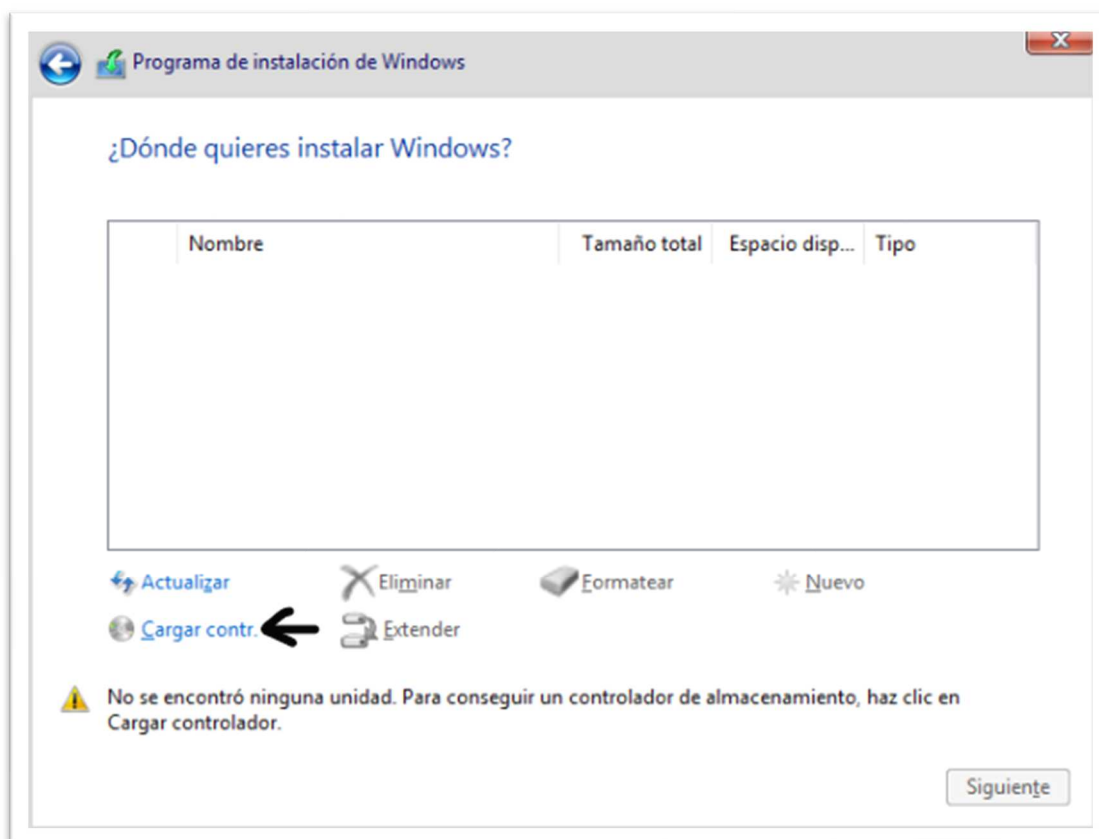 Programa de instalación de Windows
¿Dónde quieres instalar Windows?
Nombre Tamaño total Espacio disp... Tipo
Actualizar Eliminar Formatear Nuevo
Cargar contr. Extender
No se encontró ninguna unidad. Para conseguir un controlador de almacenamiento, haz clic en
Cargar controlador.
Siguiente